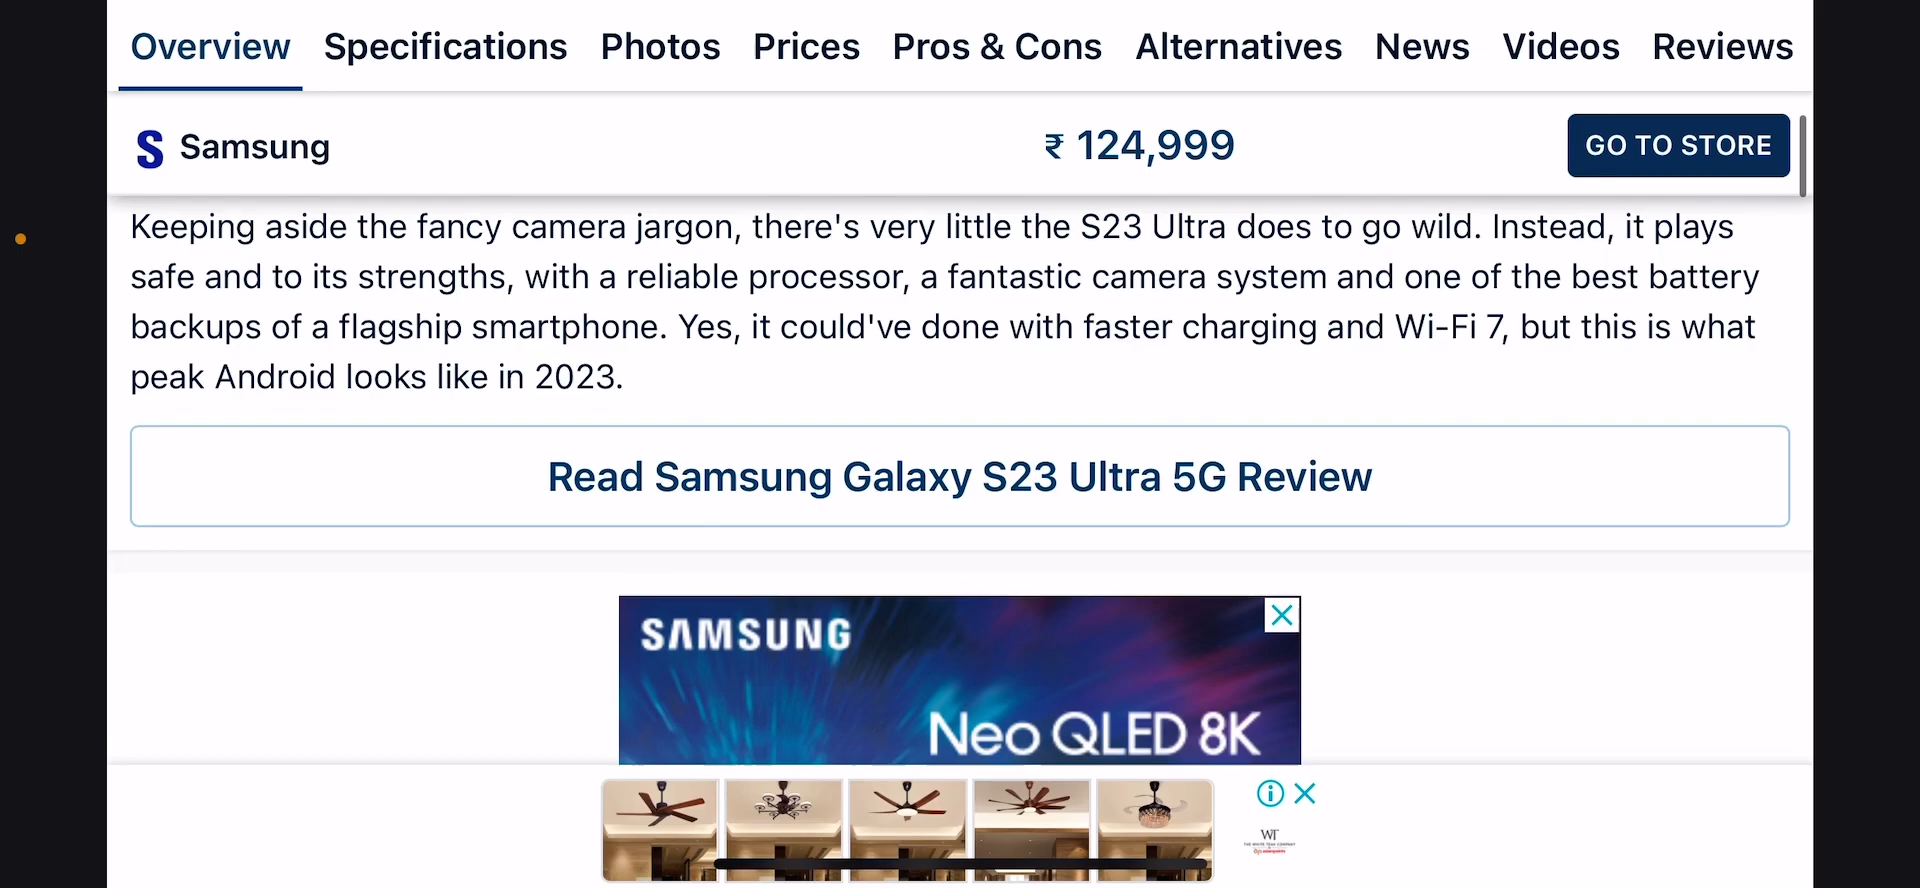 Overview Specifications Photos Prices Pros & Cons Alternatives News Videos Reviews
S Samsung ₹ 124,999 GO TO STORE
Keeping aside the fancy camera jargon, there's very little the S23 Ultra does to go wild. Instead, it plays
safe and to its strengths, with a reliable processor, a fantastic camera system and one of the best battery
backups of a flagship smartphone. Yes, it could've done with faster charging and Wi-Fi 7, but this is what
peak Android looks like in 2023.
Read Samsung Galaxy S23 Ultra 5G Review
SAMSUNG
Neo QLED 8K